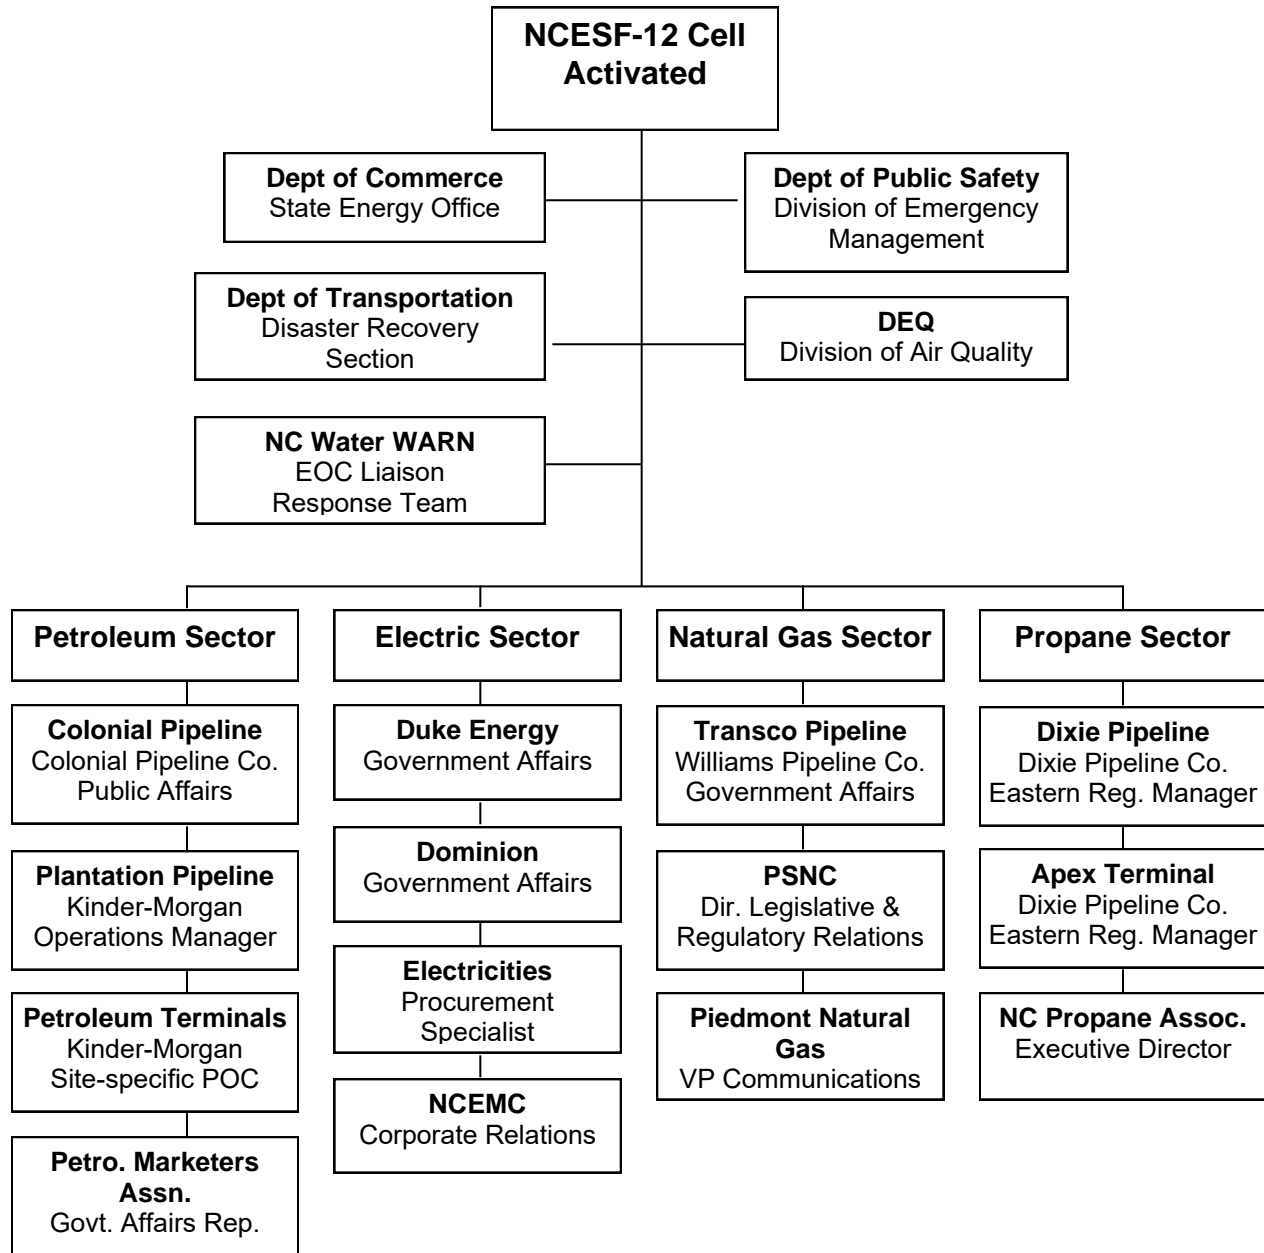 NCESF-12 Cell
Activated
Dept of Commerce
State Energy Office
Dept of Public Safety
Division of Emergency
Management
Dept of Transportation
Disaster Recovery
Section
DEQ
Division of Air Quality
NC Water WARN
EOC Liaison
Response Team
Petroleum Sector
Colonial Pipeline
Colonial Pipeline Co.
Public Affairs
Plantation Pipeline
Kinder-Morgan
Operations Manager
Petroleum Terminals
Kinder-Morgan
Site-specific POC
Petro. Marketers
Assn.
Govt. Affairs Rep.
Electric Sector
Duke Energy
Government Affairs
Dominion
Government Affairs
Electricities
Procurement
Specialist
NCEMC
Corporate Relations
Natural Gas Sector
Transco Pipeline
Williams Pipeline Co.
Government Affairs
PSNC
Dir. Legislative &
Regulatory Relations
Piedmont Natural
Gas
VP Communications
Propane Sector
Dixie Pipeline
Dixie Pipeline Co.
Eastern Reg. Manager
Apex Terminal
Dixie Pipeline Co.
Eastern Reg. Manager
NC Propane Assoc.
Executive Director